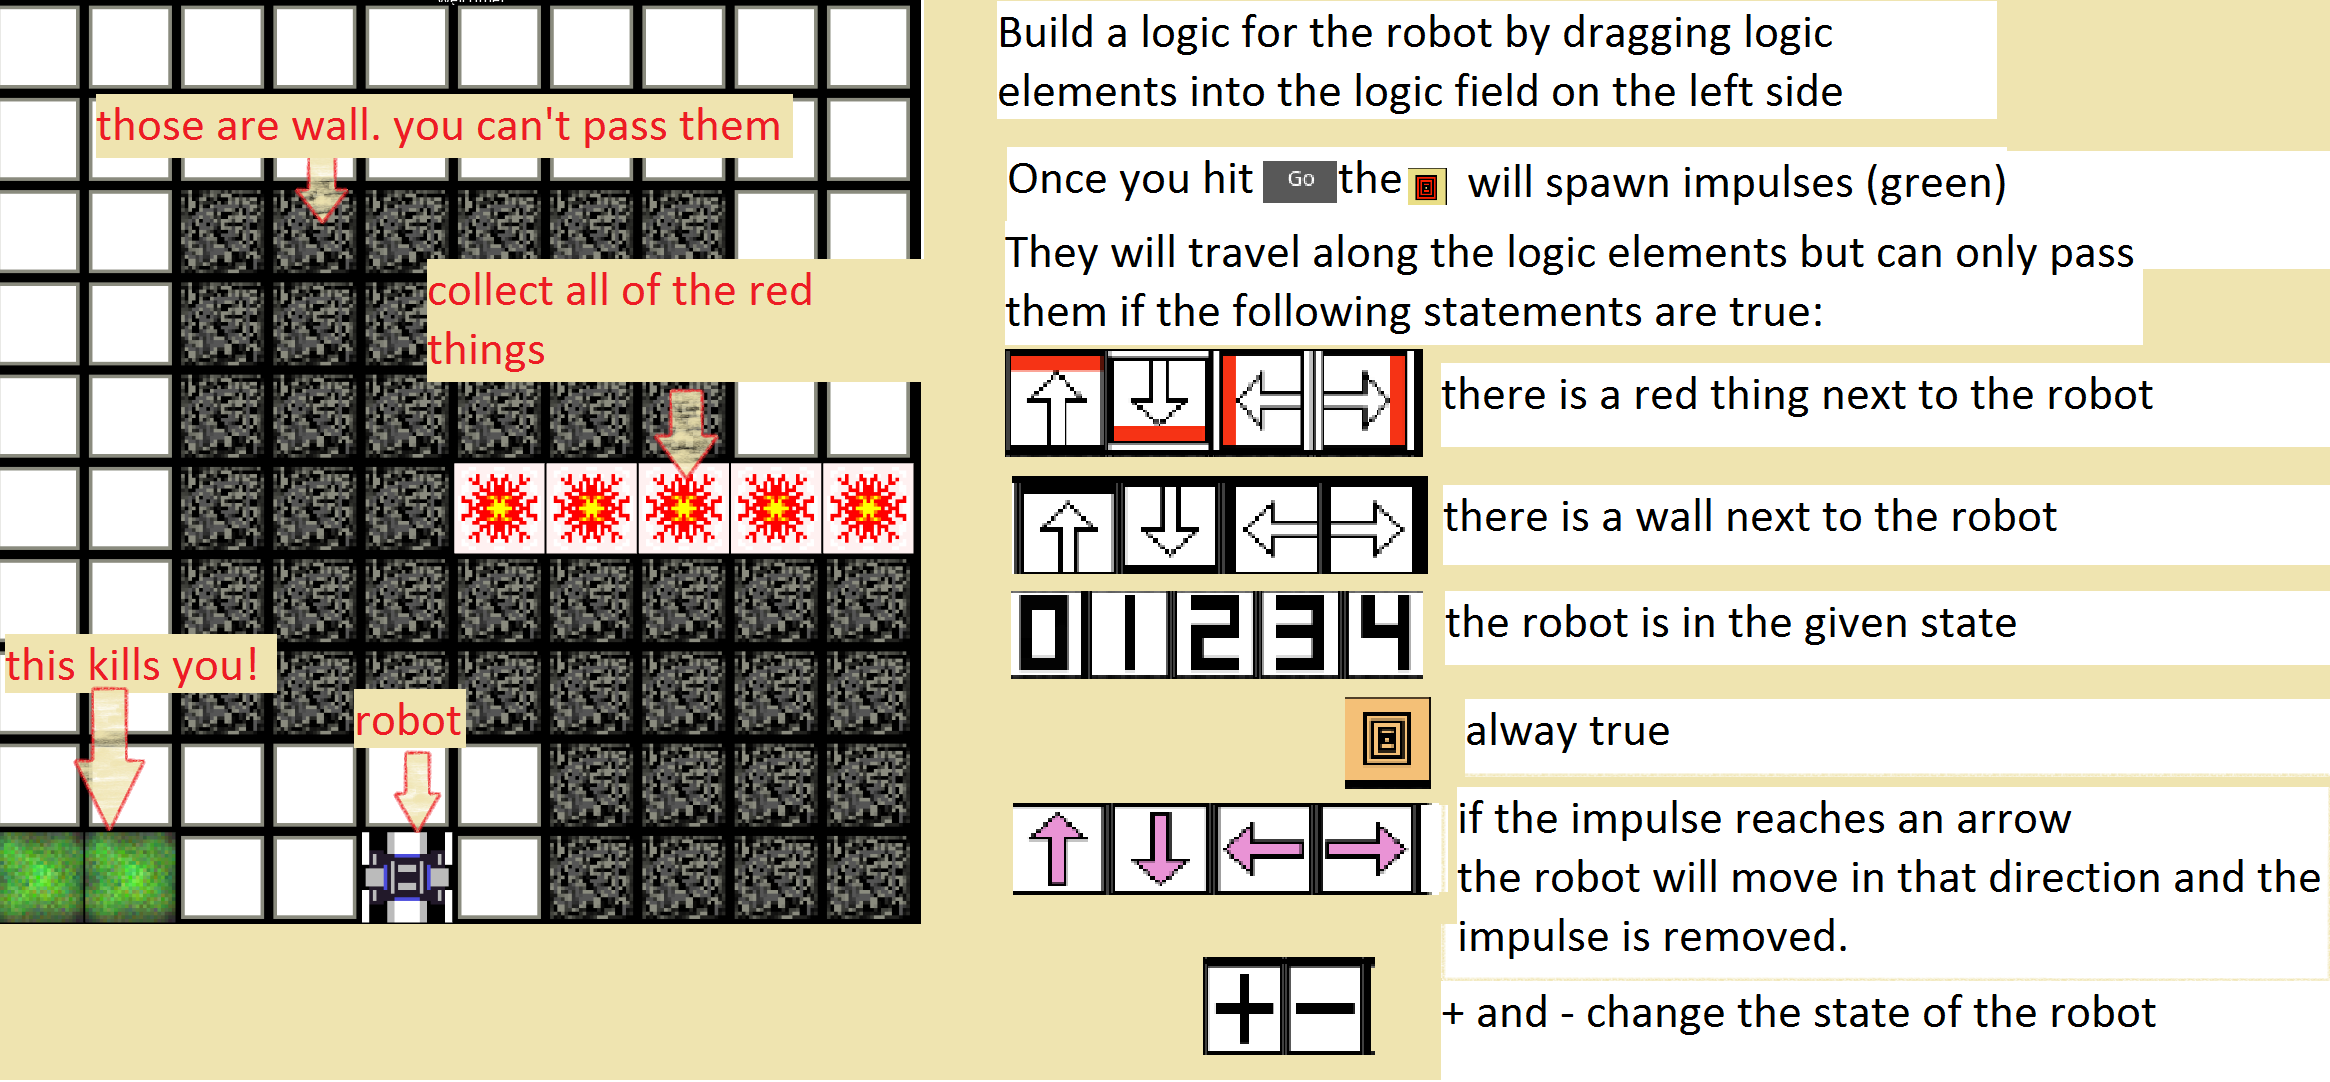 Build a logic for the robot by dragging logic
elements into the logic field on the left side
those are wall. you can't pass them
Once you hit Go the will spawn impulses (green)
They will travel along the logic elements but can only pass
them if the following statements are true:
collect all of the red
things
there is a red thing next to the robot
there is a wall next to the robot
0 1 2 3 4 the robot is in the given state
this kills you!
robot
alway true
if the impulse reaches an arrow
the robot will move in that direction and the
impulse is removed.
+ - + and - change the state of the robot